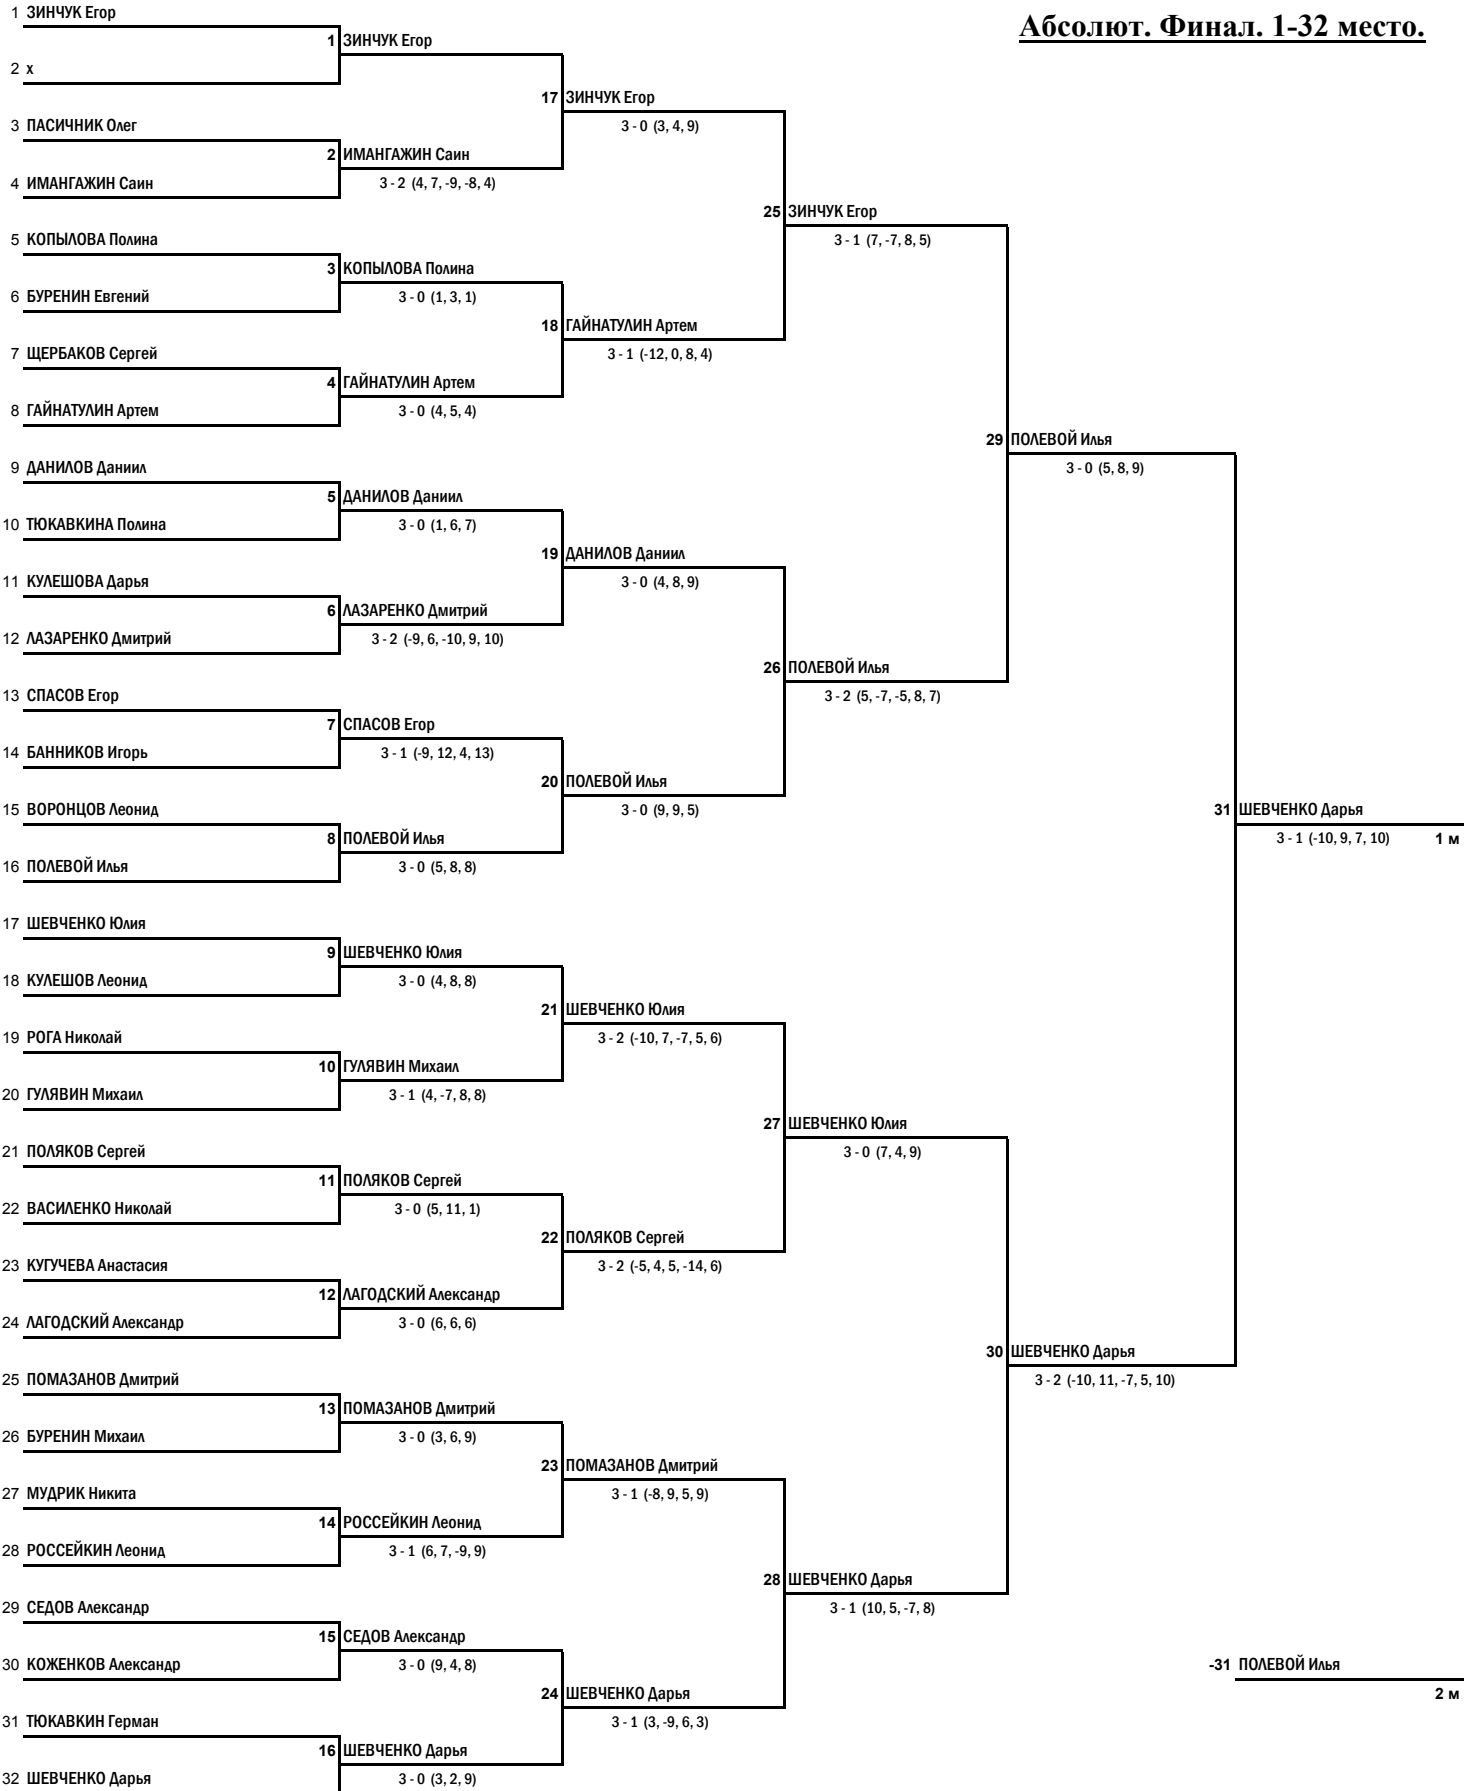 Абсолют. Финал. 1-32 место.
1 ЗИНЧУК Егор
1 ЗИНЧУК Егор
2 х
17 ЗИНЧУК Егор
3 ПАСИЧНИК Олег
3 - 0 (3, 4, 9)
2 ИМАНГАЖИН Саин
4 ИМАНГАЖИН Саин
3 - 2 (4, 7, -9, -8, 4)
25 ЗИНЧУК Егор
5 КОПЫЛОВА Полина
3 - 1 (7, -7, 8, 5)
3 КОПЫЛОВА Полина
6 БУРЕНИН Евгений
3 - 0 (1, 3, 1)
18 ГАЙНАТУЛИН Артем
7 ЩЕРБАКОВ Сергей
3 - 1 (-12, 0, 8, 4)
4 ГАЙНАТУЛИН Артем
8 ГАЙНАТУЛИН Артем
3 - 0 (4, 5, 4)
29 ПОЛЕВОЙ Илья
9 ДАНИЛОВ Даниил
3 - 0 (5, 8, 9)
5 ДАНИЛОВ Даниил
10 ТЮКАВКИНА Полина
3 - 0 (1, 6, 7)
19 ДАНИЛОВ Даниил
11 КУЛЕШОВА Дарья
3 - 0 (4, 8, 9)
6 ЛАЗАРЕНКО Дмитрий
12 ЛАЗАРЕНКО Дмитрий
3 - 2 (-9, 6, -10, 9, 10)
26 ПОЛЕВОЙ Илья
13 СПАСОВ Егор
3 - 2 (5, -7, -5, 8, 7)
7 СПАСОВ Егор
14 БАННИКОВ Игорь
3 - 1 (-9, 12, 4, 13)
20 ПОЛЕВОЙ Илья
15 ВОРОНЦОВ Леонид
3 - 0 (9, 9, 5)
31 ШЕВЧЕНКО Дарья
8 ПОЛЕВОЙ Илья
3 - 1 (-10, 9, 7, 10) 1 м
16 ПОЛЕВОЙ Илья
3 - 0 (5, 8, 8)
17 ШЕВЧЕНКО Юлия
9 ШЕВЧЕНКО Юлия
18 КУЛЕШОВ Леонид
3 - 0 (4, 8, 8)
21 ШЕВЧЕНКО Юлия
19 РОГА Николай
3 - 2 (-10, 7, -7, 5, 6)
10 ГУЛЯВИН Михаил
20 ГУЛЯВИН Михаил
3 - 1 (4, -7, 8, 8)
27 ШЕВЧЕНКО Юлия
21 ПОЛЯКОВ Сергей
3 - 0 (7, 4, 9)
11 ПОЛЯКОВ Сергей
22 ВАСИЛЕНКО Николай
3 - 0 (5, 11, 1)
22 ПОЛЯКОВ Сергей
23 КУГУЧЕВА Анастасия
3 - 2 (-5, 4, 5, -14, 6)
12 ЛАГОДСКИЙ Александр
24 ЛАГОДСКИЙ Александр
3 - 0 (6, 6, 6)
30 ШЕВЧЕНКО Дарья
25 ПОМАЗАНОВ Дмитрий
3 - 2 (-10, 11, -7, 5, 10)
13 ПОМАЗАНОВ Дмитрий
26 БУРЕНИН Михаил
3 - 0 (3, 6, 9)
23 ПОМАЗАНОВ Дмитрий
27 МУДРИК Никита
3 - 1 (-8, 9, 5, 9)
14 РОССЕЙКИН Леонид
28 РОССЕЙКИН Леонид
3 - 1 (6, 7, -9, 9)
28 ШЕВЧЕНКО Дарья
29 СЕДОВ Александр
3 - 1 (10, 5, -7, 8)
15 СЕДОВ Александр
30 КОЖЕНКОВ Александр
3 - 0 (9, 4, 8)
-31 ПОЛЕВОЙ Илья
24 ШЕВЧЕНКО Дарья
2 м
31 ТЮКАВКИН Герман
3 - 1 (3, -9, 6, 3)
16 ШЕВЧЕНКО Дарья
32 ШЕВЧЕНКО Дарья
3 - 0 (3, 2, 9)